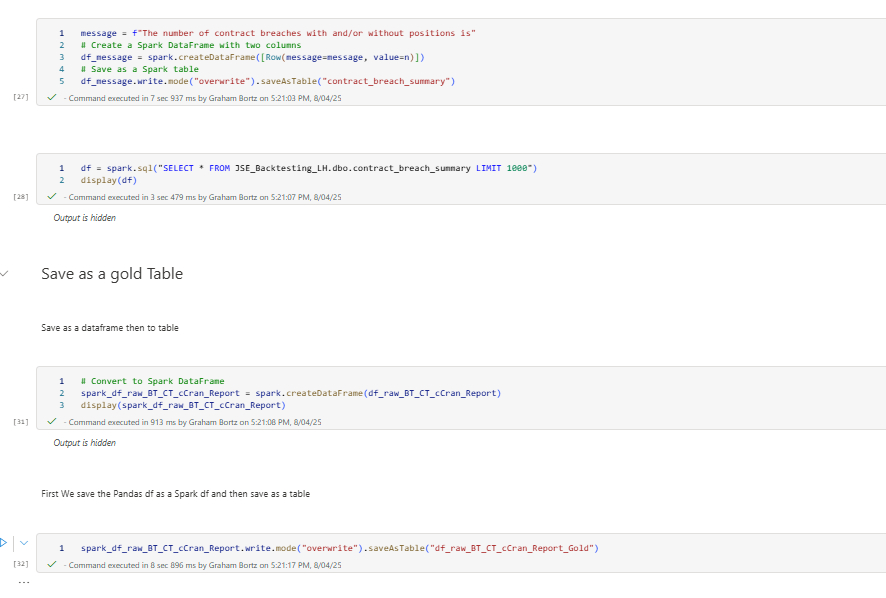 1 message = f"The number of contract breaches with and/or without positions is"
2 # Create a Spark DataFrame with two columns
3 df_message = spark.createDataFrame([Row(message=message, value=n)])
4 # Save as a Spark table
5 df_message.write.mode("overwrite").saveAsTable("contract_breach_summary")
[27] - Command executed in 7 sec 937 ms by Graham Bortz on 5:21:03 PM, 8/04/25
1 df = spark.sql("SELECT * FROM JSE_Backtesting_LH.dbo.contract_breach_summary LIMIT 1000")
2 display(df)
[28] - Command executed in 3 sec 479 ms by Graham Bortz on 5:21:07 PM, 8/04/25
Output is hidden
Save as a gold Table
Save as a dataframe then to table
1 # Convert to Spark DataFrame
2 spark_df_raw_BT_CT_cCran_Report = spark.createDataFrame(df_raw_BT_CT_cCran_Report)
3 display(spark_df_raw_BT_CT_cCran_Report)
[31] - Command executed in 913 ms by Graham Bortz on 5:21:08 PM, 8/04/25
Output is hidden
First We save the Pandas df as a Spark df and then save as a table
1 spark_df_raw_BT_CT_cCran_Report.write.mode("overwrite").saveAsTable("df_raw_BT_CT_cCran_Report_Gold")
[32] - Command executed in 8 sec 896 ms by Graham Bortz on 5:21:17 PM, 8/04/25
...